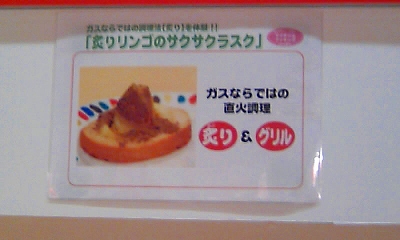 ガスならではの調理法【炙り】を体験!!
「炙りリンゴのサクサクラスク」
ガスならではの
直火調理
炙り & グリル